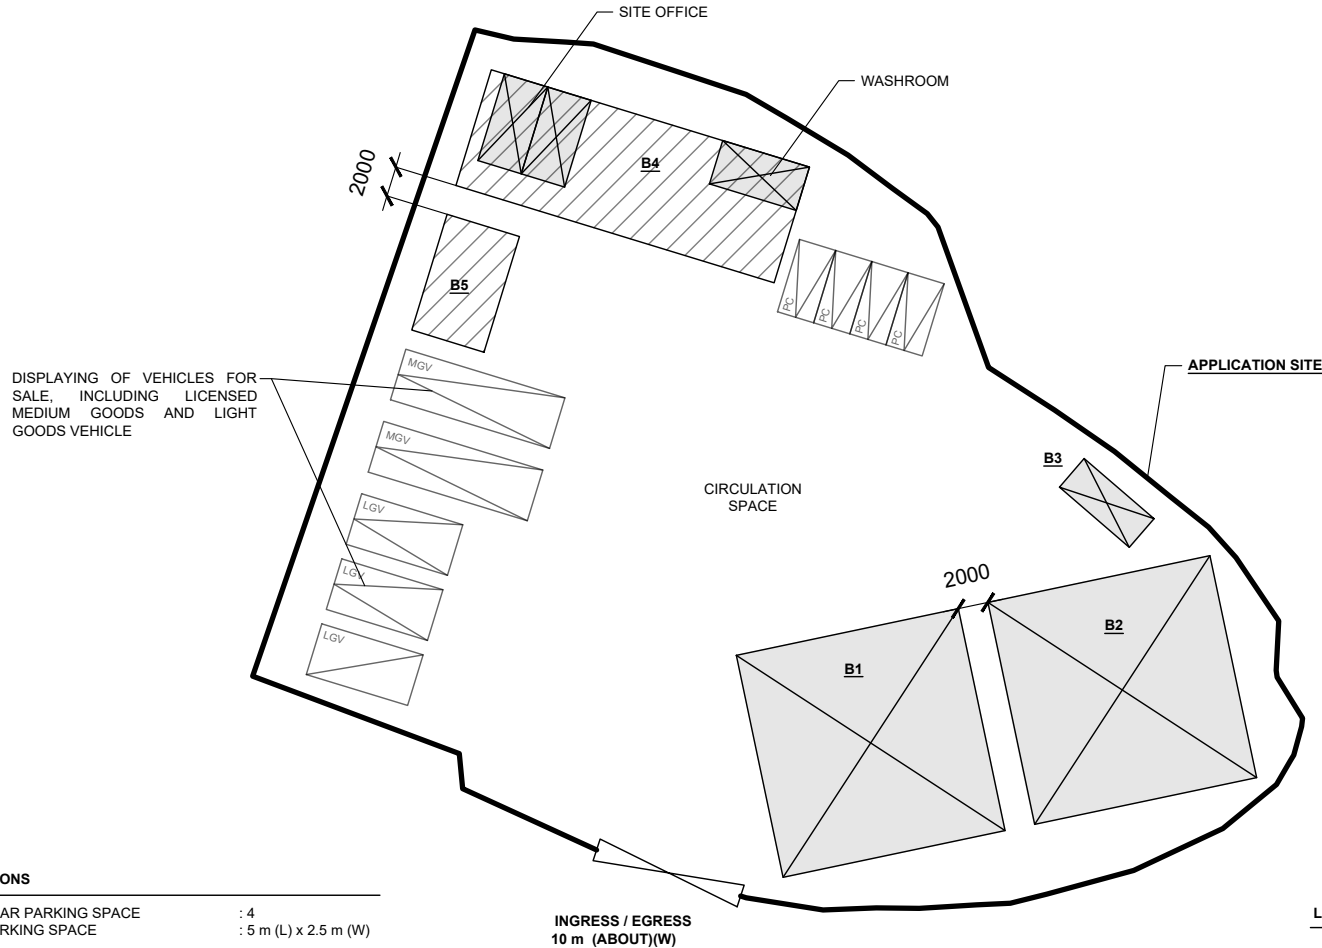 SITE OFFICE
WASHROOM
2000
B4
B5
PC
PC
PC
PC
MGV
MGV
LGV
LGV
LGV
DISPLAYING OF VEHICLES FOR
SALE, INCLUDING LICENSED
MEDIUM GOODS AND LIGHT
GOODS VEHICLE
APPLICATION SITE
B3
CIRCULATION
SPACE
2000
B1
B2
ONS
AR PARKING SPACE : 4
RKING SPACE : 5 m (L) x 2.5 m (W)
INGRESS / EGRESS
10 m (ABOUT)(W)
L